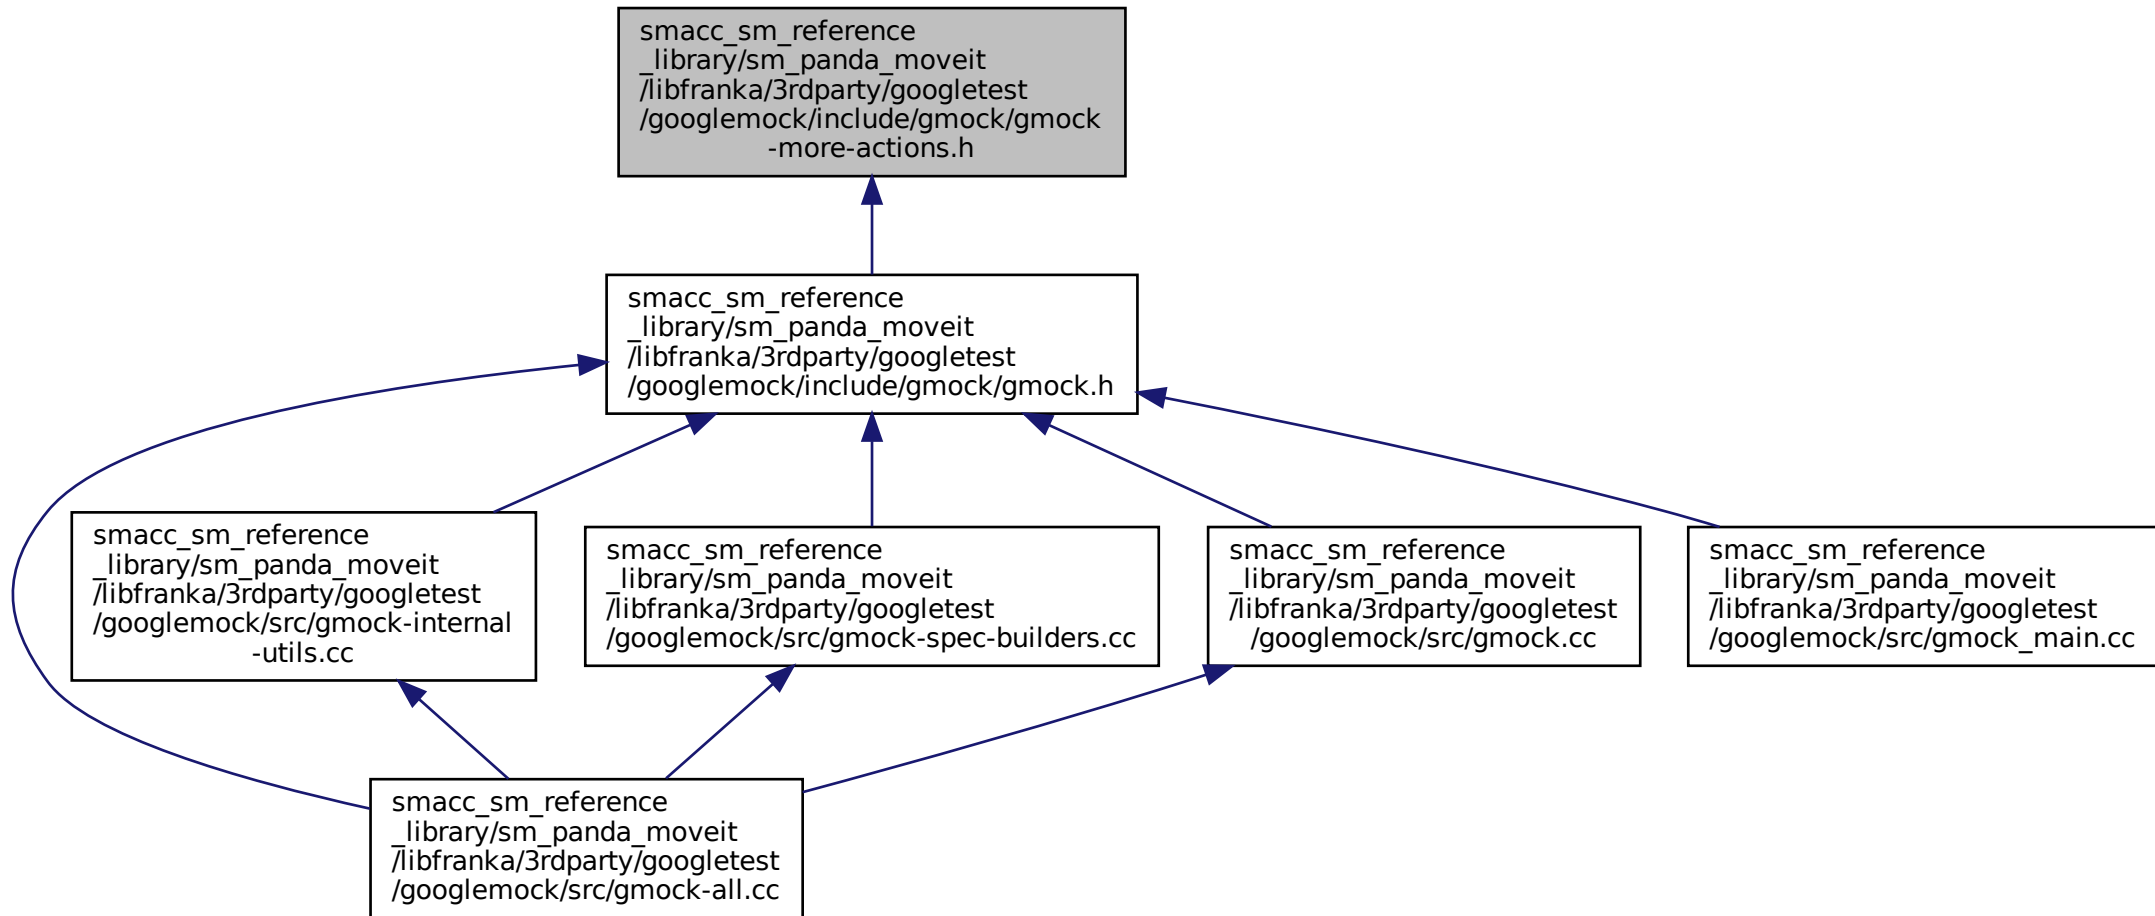 smacc_sm_reference
_library/sm_panda_moveit
/libfranka/3rdparty/googletest
/googlemock/include/gmock/gmock
-more-actions.h
smacc_sm_reference
_library/sm_panda_moveit
/libfranka/3rdparty/googletest
/googlemock/include/gmock/gmock.h
smacc_sm_reference
_library/sm_panda_moveit
/libfranka/3rdparty/googletest
/googlemock/src/gmock-internal
-utils.cc
smacc_sm_reference
_library/sm_panda_moveit
/libfranka/3rdparty/googletest
/googlemock/src/gmock-spec-builders.cc
smacc_sm_reference
_library/sm_panda_moveit
/libfranka/3rdparty/googletest
/googlemock/src/gmock.cc
smacc_sm_reference
_library/sm_panda_moveit
/libfranka/3rdparty/googletest
/googlemock/src/gmock_main.cc
smacc_sm_reference
_library/sm_panda_moveit
/libfranka/3rdparty/googletest
/googlemock/src/gmock-all.cc